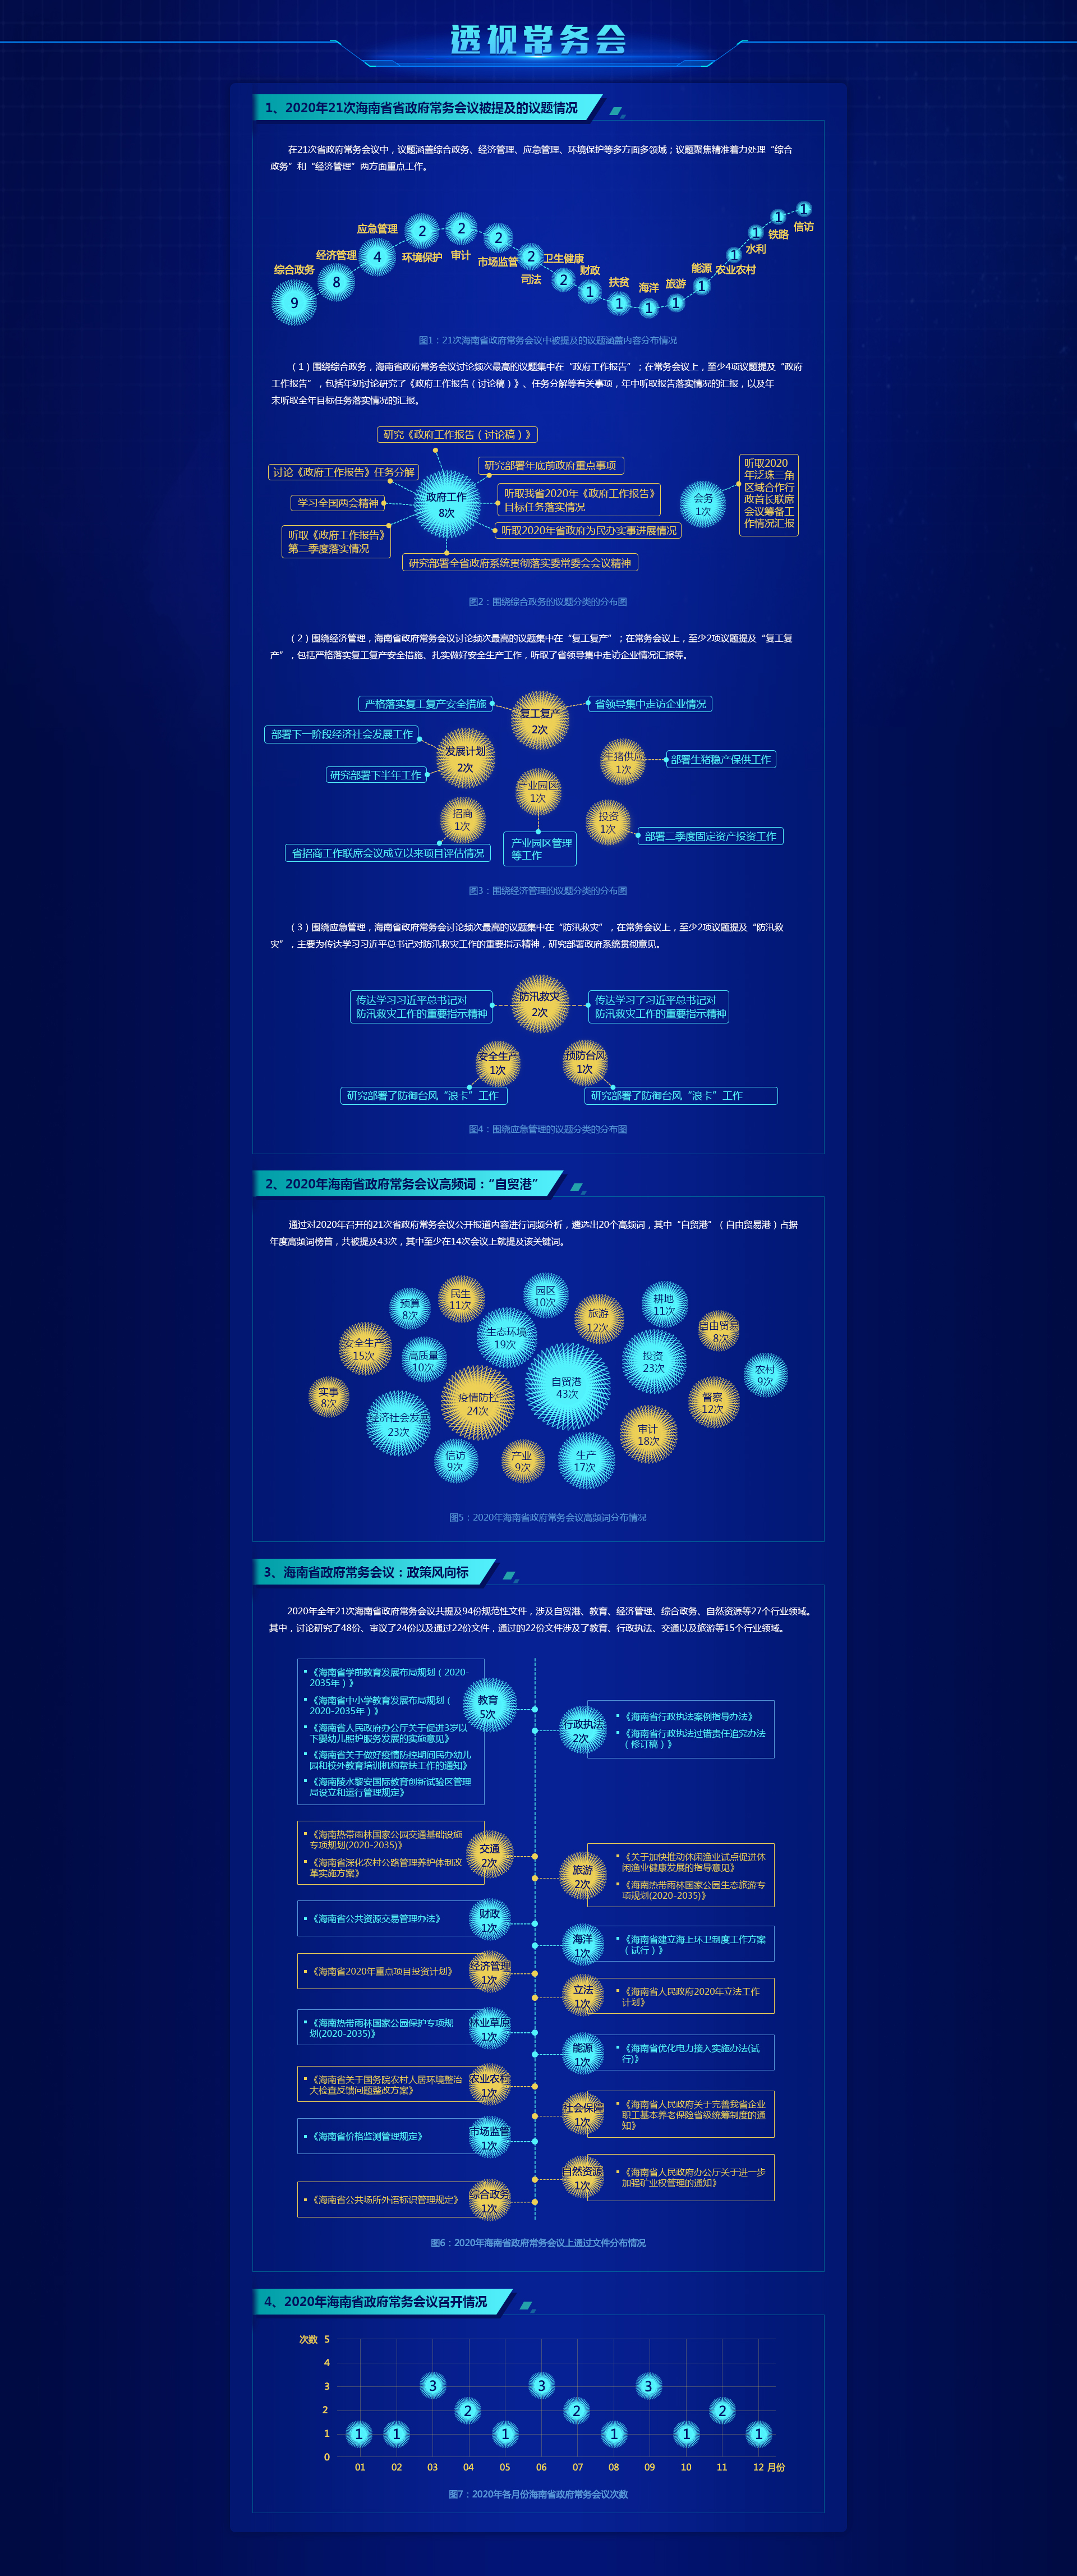 透视常务会
1、2020年21次海南省省政府常务会议被提及的议题情况
在21次省政府常务会议中，议题涵盖综合政务、经济管理、应急管理、环境保护等多方面多领域；议题聚焦精准着力处理“综合
政务”和“经济管理”两方面重点工作。
综合政务
9
经济管理
8
应急管理
4
2
环境保护
2
审计
2
市场监管
2
司法
卫生健康
2
财政
1
扶贫
1
海洋
1
旅游
1
能源
1
农业农村
1
水利
1
铁路
1
信访
1
图1：21次海南省政府常务会议中被提及的议题涵盖内容分布情况
（1）围绕综合政务，海南省政府常务会议讨论频次最高的议题集中在“政府工作报告”；在常务会议上，至少4项议题提及“政府
工作报告”，包括年初讨论研究了《政府工作报告（讨论稿）》、任务分解等有关事项，年中听取报告落实情况的汇报，以及年
末听取全年目标任务落实情况的汇报。
研究《政府工作报告（讨论稿）》
讨论《政府工作报告》任务分解
研究部署年底前政府重点事项
学习全国两会精神
政府工作
8次
听取我省2020年《政府工作报告》
目标任务落实情况
听取《政府工作报告》
第二季度落实情况
听取2020年省政府为民办实事进展情况
研究部署全省政府系统贯彻落实委常委会会议精神
会务
1次
听取2020
年泛珠三角
区域合作行
政首长联席
会议筹备工
作情况汇报
图2：围绕综合政务的议题分类的分布图
（2）围绕经济管理，海南省政府常务会议讨论频次最高的议题集中在“复工复产”；在常务会议上，至少2项议题提及“复工复
产”，包括严格落实复工复产安全措施、扎实做好安全生产工作，听取了省领导集中走访企业情况汇报等。
严格落实复工复产安全措施
复工复产
2次
省领导集中走访企业情况
部署下一阶段经济社会发展工作
发展计划
2次
研究部署下半年工作
生猪供应
1次
部署生猪稳产保供工作
产业园区
1次
产业园区管理
等工作
招商
1次
省招商工作联席会议成立以来项目评估情况
投资
1次
部署二季度固定资产投资工作
图3：围绕经济管理的议题分类的分布图
（3）围绕应急管理，海南省政府常务会讨论频次最高的议题集中在“防汛救灾”，在常务会议上，至少2项议题提及“防汛救
灾”，主要为传达学习习近平总书记对防汛救灾工作的重要指示精神，研究部署政府系统贯彻意见。
传达学习习近平总书记对
防汛救灾工作的重要指示精神
防汛救灾
2次
传达学习了习近平总书记对
防汛救灾工作的重要指示精神
安全生产
1次
研究部署了防御台风“浪卡”工作
预防台风
1次
研究部署了防御台风“浪卡”工作
图4：围绕应急管理的议题分类的分布图
2、2020年海南省政府常务会议高频词：“自贸港”
通过对2020年召开的21次省政府常务会议公开报道内容进行词频分析，遴选出20个高频词，其中“自贸港”（自由贸易港）占据
年度高频词榜首，共被提及43次，其中至少在14次会议上就提及该关键词。
预算
8次
民生
11次
园区
10次
旅游
12次
耕地
11次
自由贸易
8次
安全生产
15次
高质量
10次
生态环境
19次
投资
23次
农村
9次
实事
8次
经济社会发展
23次
疫情防控
24次
自贸港
43次
督察
12次
信访
9次
产业
9次
生产
17次
审计
18次
图5：2020年海南省政府常务会议高频词分布情况
3、海南省政府常务会议：政策风向标
2020年全年21次海南省政府常务会议共提及94份规范性文件，涉及自贸港、教育、经济管理、综合政务、自然资源等27个行业领域。
其中，讨论研究了48份、审议了24份以及通过22份文件，通过的22份文件涉及了教育、行政执法、交通以及旅游等15个行业领域。
《海南省学前教育发展布局规划（2020-
2035年）》
《海南省中小学教育发展布局规划（
2020-2035年）》
《海南省人民政府办公厅关于促进3岁以
下婴幼儿照护服务发展的实施意见》
《海南省关于做好疫情防控期间民办幼儿
园和校外教育培训机构帮扶工作的通知》
《海南陵水黎安国际教育创新试验区管理
局设立和运行管理规定》
教育
5次
行政执法
2次
《海南省行政执法案例指导办法》
《海南省行政执法过错责任追究办法
（修订稿）》
《海南热带雨林国家公园交通基础设施
专项规划(2020-2035)》
《海南省深化农村公路管理养护体制改
革实施方案》
交通
2次
旅游
2次
《关于加快推动休闲渔业试点促进休
闲渔业健康发展的指导意见》
《海南热带雨林国家公园生态旅游专
项规划(2020-2035)》
《海南省公共资源交易管理办法》
财政
1次
海洋
1次
《海南省建立海上环卫制度工作方案
（试行）》
《海南省2020年重点项目投资计划》
经济管理
1次
立法
1次
《海南省人民政府2020年立法工作
计划》
《海南热带雨林国家公园保护专项规
划(2020-2035)》
林业草原
1次
能源
1次
《海南省优化电力接入实施办法(试
行)》
《海南省关于国务院农村人居环境整治
大检查反馈问题整改方案》
农业农村
1次
社会保障
1次
《海南省人民政府关于完善我省企业
职工基本养老保险省级统筹制度的通
知》
《海南省价格监测管理规定》
市场监管
1次
自然资源
1次
《海南省人民政府办公厅关于进一步
加强矿业权管理的通知》
《海南省公共场所外语标识管理规定》
综合政务
1次
图6：2020年海南省政府常务会议上通过文件分布情况
4、2020年海南省政府常务会议召开情况
次数 5
4
3
2
1
0
1 1 3 2 1 3 2 1 3 1 2 1
01 02 03 04 05 06 07 08 09 10 11 12 月份
图7：2020年各月份海南省政府常务会议次数